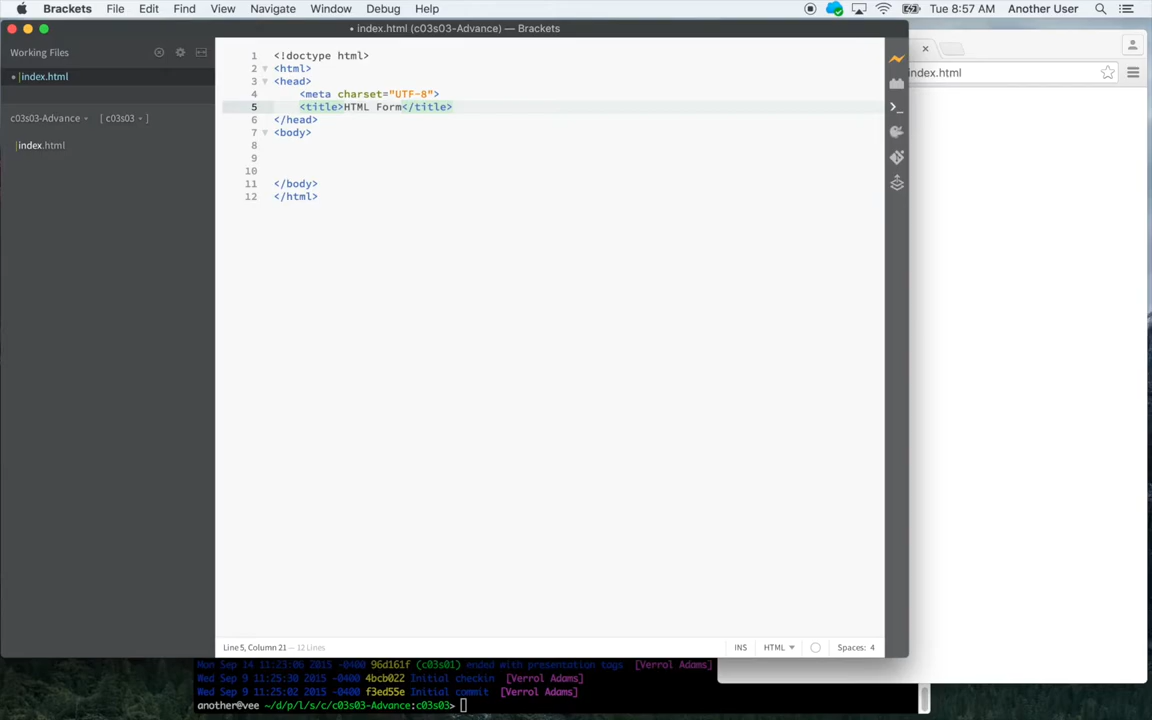 Brackets File Edit Find View Navigate Window Debug Help Tue 8:57 AM Another User
• index.html (c03s03-Advance) — Brackets
Working Files
• index.html
c03s03-Advance [ c03s03 ]
index.html
1 <!doctype html>
2 <html>
3 <head>
4 <meta charset="UTF-8">
5 <title>HTML Form</title>
6 </head>
7 <body>
8
9
10
11 </body>
12 </html>
index.html
Line 5, Column 21 — 12 Lines
INS HTML Spaces: 4
Mon Sep 14 11:23:06 2015 -0400 96d161f (c03s01) ended with presentation tags [Verrol Adams]
Wed Sep 9 11:25:30 2015 -0400 4bcb022 Initial checkin [Verrol Adams]
Wed Sep 9 11:25:02 2015 -0400 f3ed55e Initial commit [Verrol Adams]
another@vee ~/d/p/l/s/c/c03s03-Advance:c03s03>